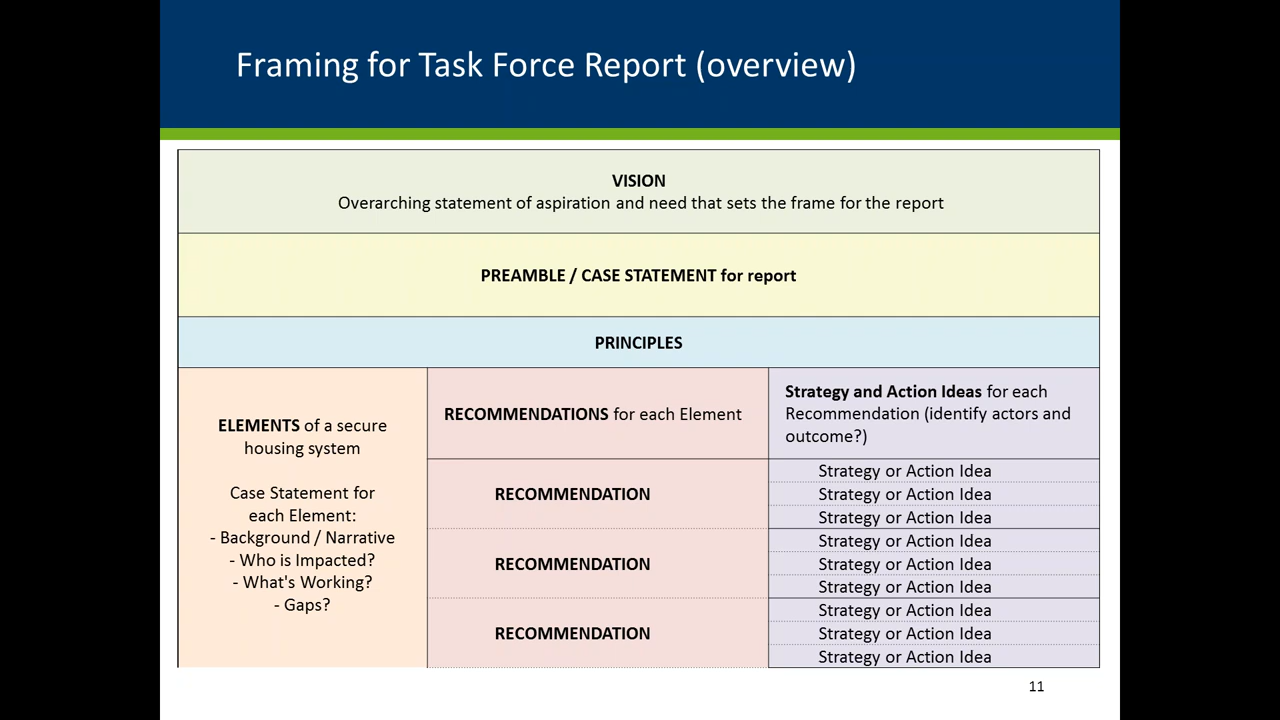 Framing for Task Force Report (overview)
VISION
Overarching statement of aspiration and need that sets the frame for the report
PREAMBLE / CASE STATEMENT for report
PRINCIPLES
ELEMENTS of a secure
housing system
Case Statement for
each Element:
- Background / Narrative
- Who is Impacted?
- What's Working?
- Gaps?
RECOMMENDATIONS for each Element
Strategy and Action Ideas for each
Recommendation (identify actors and
outcome?)
RECOMMENDATION
Strategy or Action Idea
Strategy or Action Idea
Strategy or Action Idea
RECOMMENDATION
Strategy or Action Idea
Strategy or Action Idea
Strategy or Action Idea
RECOMMENDATION
Strategy or Action Idea
Strategy or Action Idea
Strategy or Action Idea
11